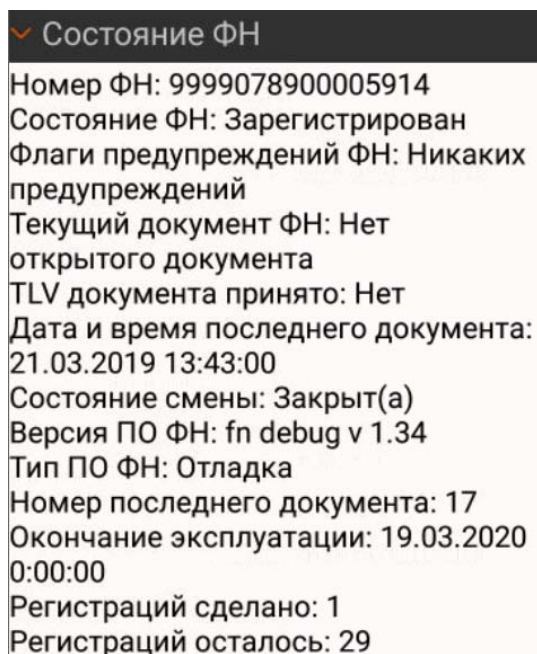 Состояние ФН
Номер ФН: 9999078900005914
Состояние ФН: Зарегистрирован
Флаги предупреждений ФН: Никаких
предупреждений
Текущий документ ФН: Нет
открытого документа
TLV документа принято: Нет
Дата и время последнего документа:
21.03.2019 13:43:00
Состояние смены: Закрыт(а)
Версия ПО ФН: fn debug v 1.34
Тип ПО ФН: Отладка
Номер последнего документа: 17
Окончание эксплуатации: 19.03.2020
0:00:00
Регистраций сделано: 1
Регистраций осталось: 29